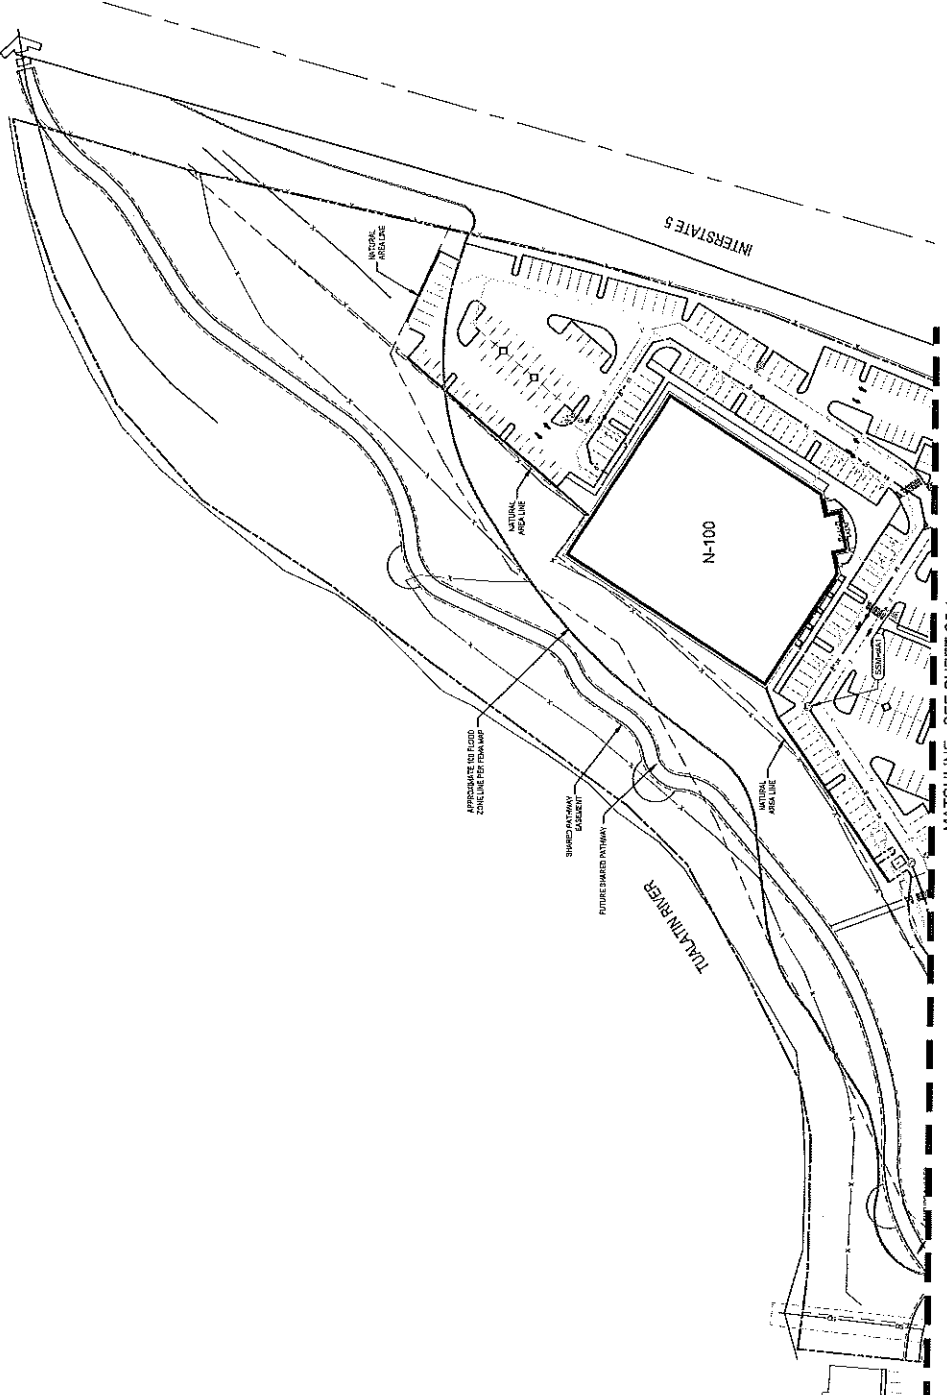 INTERSTATE 5
NATURAL
AREA LINE
NATURAL
AREA LINE
N-100
APPROXIMATE 100 FLOOD
ZONE LINE PER FEMA MAP
SHARED PATHWAY
EASEMENT
FUTURE SHARED PATHWAY
NATURAL
AREA LINE
TUALATIN RIVER